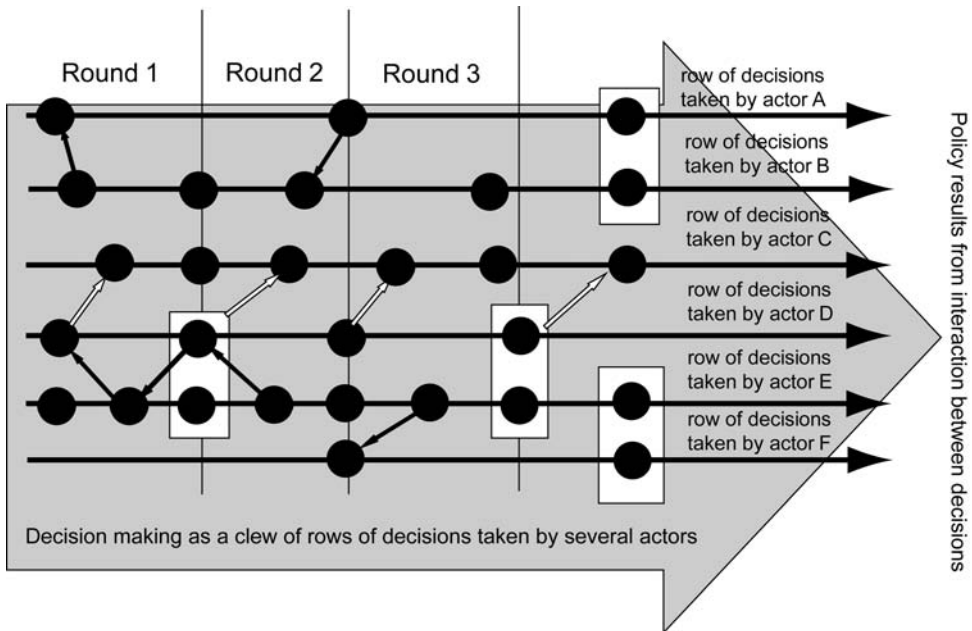 Round 1
Round 2
Round 3
row of decisions
taken by actor A
row of decisions
taken by actor B
row of decisions
taken by actor C
row of decisions
taken by actor D
row of decisions
taken by actor E
row of decisions
taken by actor F
Decision making as a clew of rows of decisions taken by several actors
Policy results from interaction between decisions